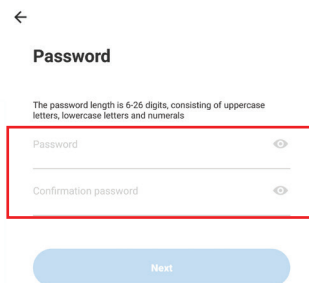 Password
The password length is 6-26 digits, consisting of uppercase
letters, lowercase letters and numerals
Password
Confirmation password
Next